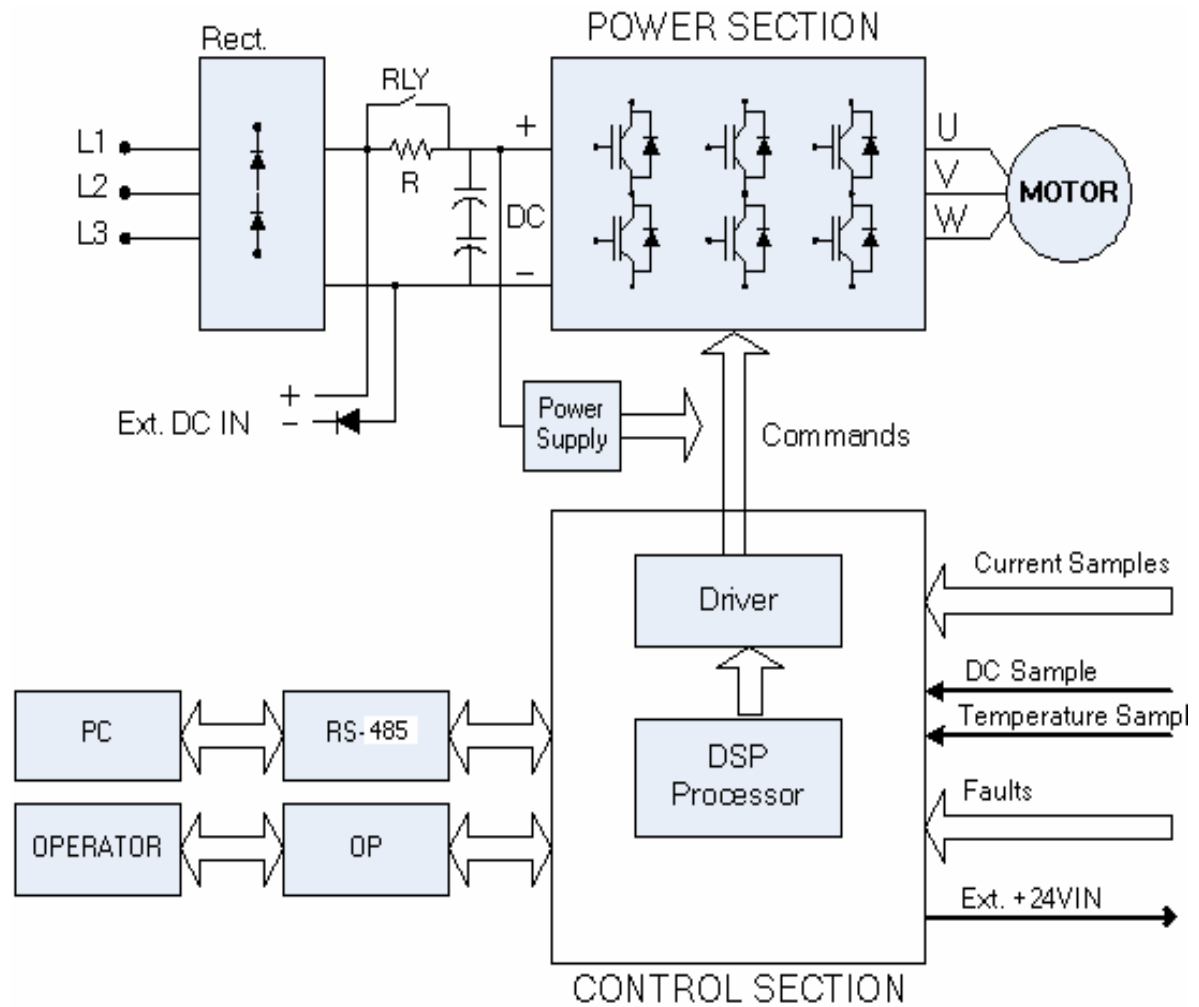 POWER SECTION
Rect.
RLY
L1
L2
L3
R
+
DC
−
U
V
W
MOTOR
+
Ext. DC IN
−
Power
Supply
Commands
Driver
Current Samples
DC Sample
Temperature Sampl
PC
RS-485
DSP
Processor
Faults
OPERATOR
OP
Ext. +24VIN
CONTROL SECTION